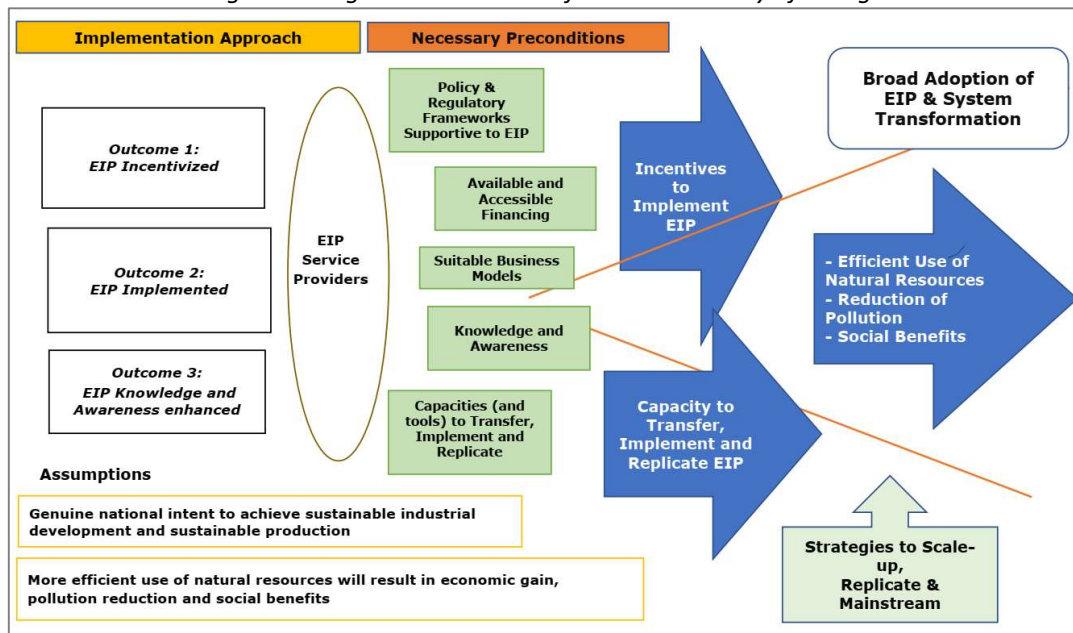 Implementation Approach
Necessary Preconditions
Outcome 1:
EIP Incentivized
Outcome 2:
EIP Implemented
Outcome 3:
EIP Knowledge and
Awareness enhanced
EIP
Service
Providers
Policy &
Regulatory
Frameworks
Supportive to EIP
Available and
Accessible
Financing
Suitable Business
Models
Knowledge and
Awareness
Capacities (and
tools) to Transfer,
Implement and
Replicate
Incentives
to
Implement
EIP
Capacity to
Transfer,
Implement and
Replicate EIP
Broad Adoption of
EIP & System
Transformation
- Efficient Use of
Natural Resources
- Reduction of
Pollution
- Social Benefits
Strategies to Scale-
up,
Replicate &
Mainstream
Assumptions
Genuine national intent to achieve sustainable industrial
development and sustainable production
More efficient use of natural resources will result in economic gain,
pollution reduction and social benefits